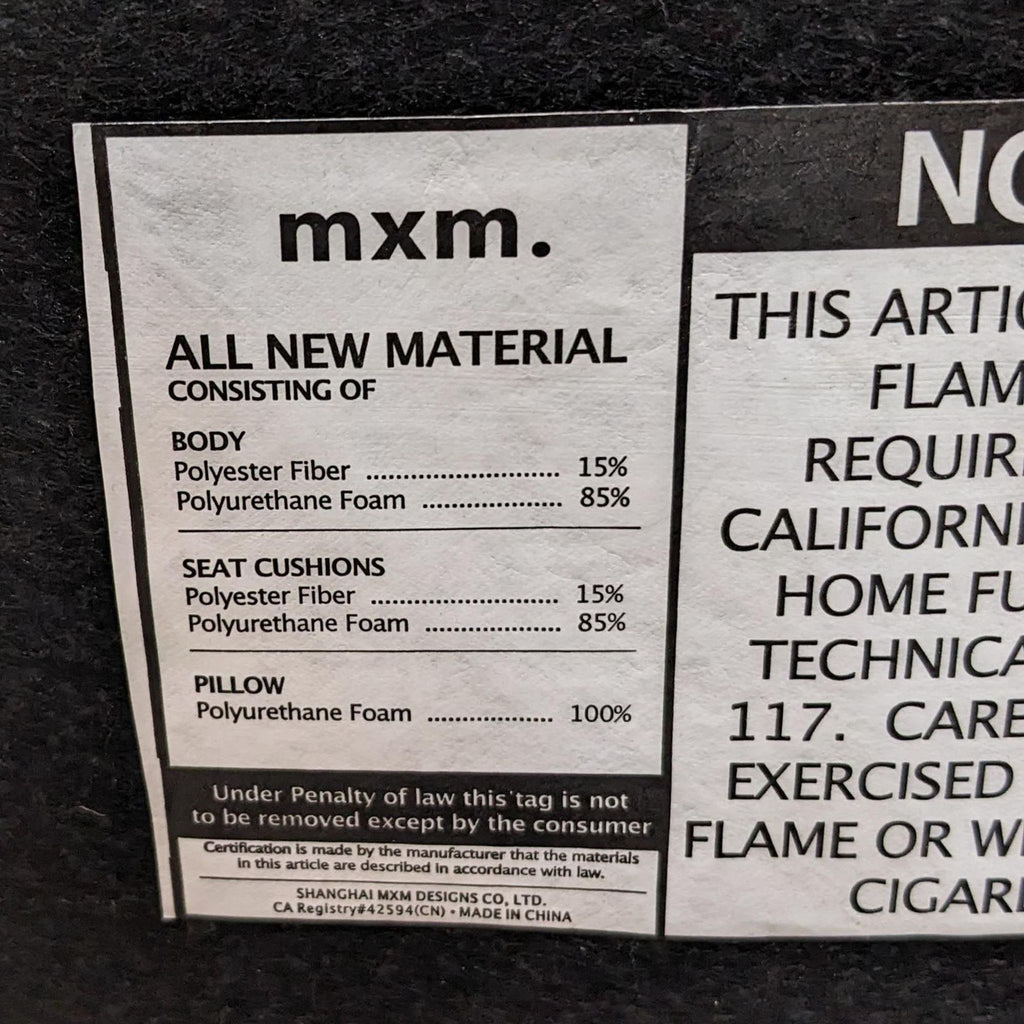 mxm.
ALL NEW MATERIAL
CONSISTING OF
BODY
Polyester Fiber ............................ 15%
Polyurethane Foam .................... 85%
SEAT CUSHIONS
Polyester Fiber ........................... 15%
Polyurethane Foam ................... 85%
PILLOW
Polyurethane Foam .................. 100%
Under Penalty of law this tag is not
to be removed except by the consumer
Certification is made by the manufacturer that the materials
in this article are described in accordance with law.
SHANGHAI MXM DESIGNS CO, LTD.
CA Registry#42594(CN) • MADE IN CHINA
NO
THIS ARTIC
FLAM
REQUIR
CALIFORNI
HOME FU
TECHNICA
117. CARE
EXERCISED
FLAME OR WI
CIGARE